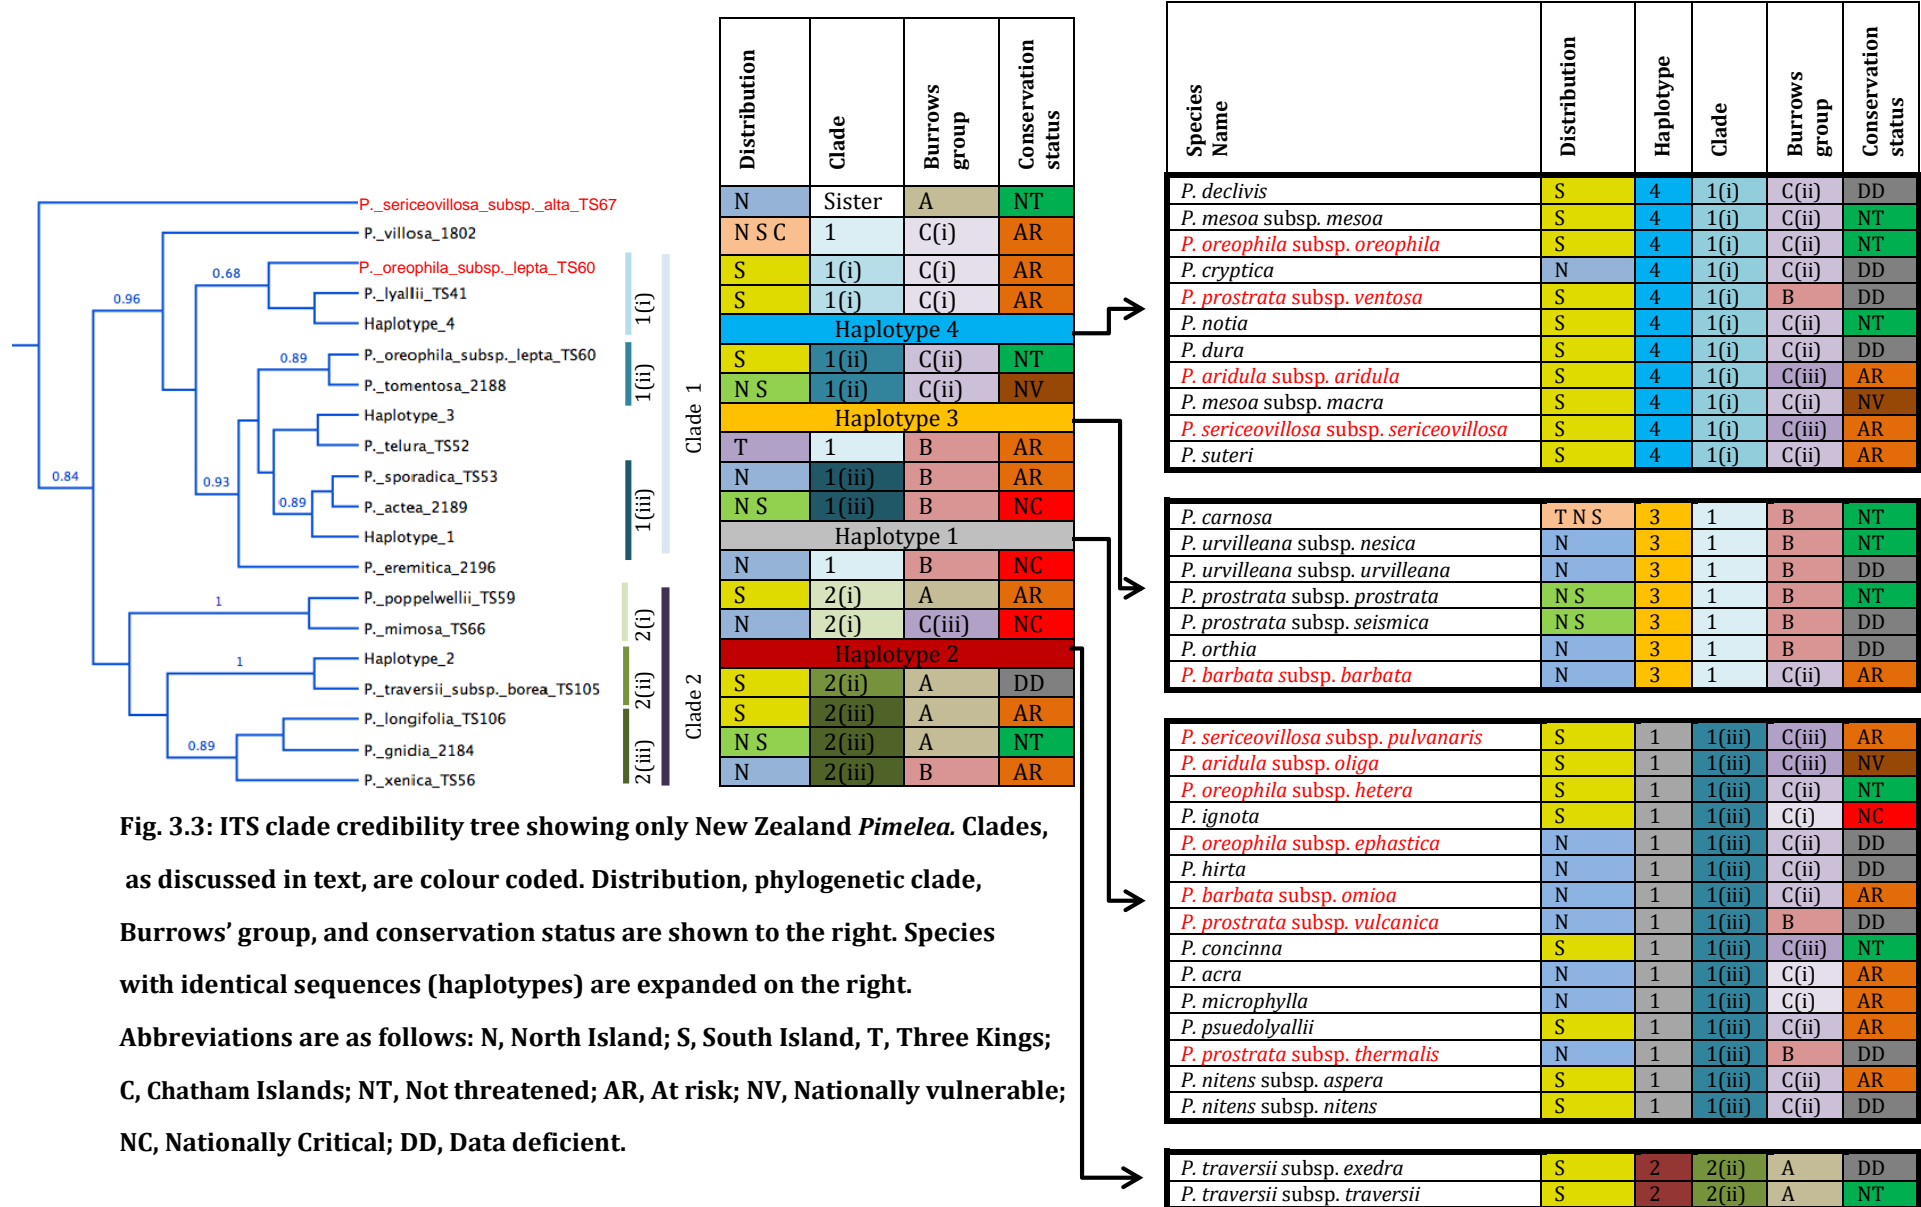 Distribution Clade Burrows group Conservation status
P._sericeovillosa_subsp._alta_TS67 N Sister A NT
P._villosa_1802 N S C 1 C(i) AR
P._oreophila_subsp._lepta_TS60 S 1(i) C(i) AR
0.68
P._lyallii_TS41 S 1(i) C(i) AR
0.96
Haplotype_4 Haplotype 4
1(i)
P._oreophila_subsp._lepta_TS60 S 1(ii) C(ii) NT
0.89
P._tomentosa_2188 N S 1(ii) C(ii) NV
1(ii)
Haplotype_3 Haplotype 3
Clade 1
P._telura_TS52 T 1 B AR
P._sporadica_TS53 N 1(iii) B AR
0.84
0.93
P._actea_2189 N S 1(iii) B NC
0.89
Haplotype_1 Haplotype 1
1(iii)
P._eremitica_2196 N 1 B NC
P._poppelwellii_TS59 S 2(i) A AR
1
P._mimosa_TS66 N C(iii) 2(i) NC
2(i)
Haplotype_2 Haplotype 2
1
P._traversii_subsp._borea_TS105 S 2(ii) A DD
2(ii)
Clade 2
P._longifolia_TS106 S 2(iii) A AR
P._gnidia_2184 N S 2(iii) A NT
0.89
P._xenica_TS56 N 2(iii) B AR
2(iii)
Fig. 3.3: ITS clade credibility tree showing only New Zealand Pimelea. Clades,
as discussed in text, are colour coded. Distribution, phylogenetic clade,
Burrows’ group, and conservation status are shown to the right. Species
with identical sequences (haplotypes) are expanded on the right.
Abbreviations are as follows: N, North Island; S, South Island, T, Three Kings;
C, Chatham Islands; NT, Not threatened; AR, At risk; NV, Nationally vulnerable;
NC, Nationally Critical; DD, Data deficient.
Species Name Distribution Haplotype Clade Burrows group Conservation status
P. declivis S 4 1(i) C(ii) DD
P. mesoa subsp. mesoa S 4 1(i) C(ii) NT
P. oreophila subsp. oreophila S 4 1(i) C(ii) NT
P. cryptica N 4 1(i) C(ii) DD
P. prostrata subsp. ventosa S 4 1(i) B DD
P. notia S 4 1(i) C(ii) NT
P. dura S 4 1(i) C(ii) DD
P. aridula subsp. aridula S 4 1(i) C(iii) AR
P. mesoa subsp. macra S 4 1(i) C(ii) NV
P. sericeovillosa subsp. sericeovillosa S 4 1(i) C(iii) AR
P. suteri S 4 1(i) C(ii) AR
P. carnosa T N S 3 1 B NT
P. urvilleana subsp. nesica N 3 1 B NT
P. urvilleana subsp. urvilleana N 3 1 B DD
P. prostrata subsp. prostrata N S 3 1 B NT
P. prostrata subsp. seismica N S 3 1 B DD
P. orthia N 3 1 B DD
P. barbata subsp. barbata N 3 1 C(ii) AR
P. sericeovillosa subsp. pulvanaris S 1 1(iii) C(iii) AR
P. aridula subsp. oliga S 1 1(iii) C(iii) NV
P. oreophila subsp. hetera S 1 1(iii) C(ii) NT
P. ignota S 1 1(iii) C(i) NC
P. oreophila subsp. ephastica N 1 1(iii) C(ii) DD
P. hirta N 1 1(iii) C(ii) DD
P. barbata subsp. omioa N 1 1(iii) C(ii) AR
P. prostrata subsp. vulcanica N 1 1(iii) B DD
P. concinna S 1 1(iii) C(iii) NT
P. acra N 1 1(iii) C(i) AR
P. microphylla N 1 1(iii) C(i) AR
P. psuedolyallii S 1 1(iii) C(ii) AR
P. prostrata subsp. thermalis N 1 1(iii) B DD
P. nitens subsp. aspera S 1 1(iii) C(ii) AR
P. nitens subsp. nitens S 1 1(iii) C(ii) DD
P. traversii subsp. exedra S 2 2(ii) A DD
P. traversii subsp. traversii S 2 2(ii) A NT